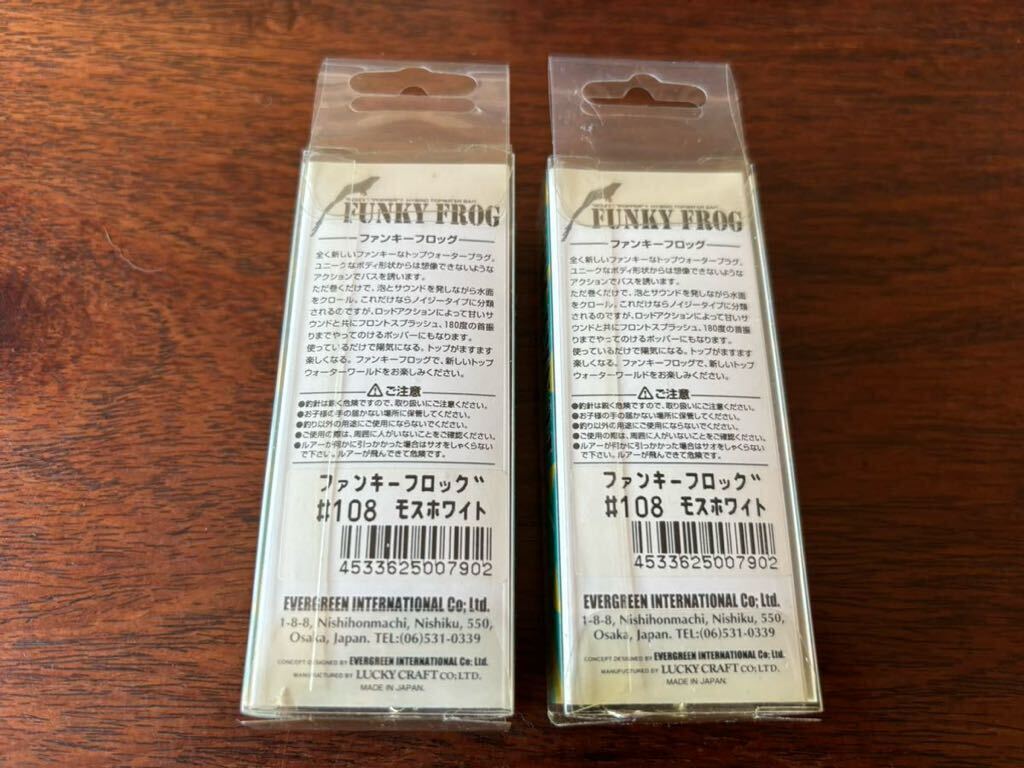 FUNKY FROG
ファンキーフロッグ
全く新しいファンキーなトップウォータープラグ。
ユニークなボディ形状からは想像できないような
アクションでバスを誘います。
ただ巻くだけで、泡とサウンドを発しながら水面
をクロール。これだけならノイジータイプに分類
されるのですが、ロッドアクションによって甘いサ
ウンドと共にフロントスプラッシュ、180度の首振
りまでやってのけるポッパーにもなります。
使っているだけで陽気になる。トップがますます
楽しくなる。ファンキーフロッグで、新しいトップ
ウォーターワールドをお楽しみください。
⚠ご注意
●釣針は鋭く危険ですので、取り扱いにご注意ください。
●お子様の手の届かない場所に保管してください。
●釣り以外の用途にご使用にならないでください。
●ご使用の際は、周囲に人がいないことをご確認ください。
●ルアーが何かに引っかかった場合はサオをしゃくらない
で下さい。ルアーが飛んできて危険です。
ファンキーフロッグ
#108 モスホワイト
4533625007902
EVERGREEN INTERNATIONAL Co; Ltd.
1-8-8, Nishihonmachi, Nishiku, 550,
Osaka, Japan. TEL:(06)531-0339
CONCEPT DESIGNED BY EVERGREEN INTERNATIONAL Co; Ltd.
MANUFACTURED BY LUCKY CRAFT CO; LTD.
MADE IN JAPAN.
HYBRID TOPWATER BAIT
FUNKY FROG
ファンキーフロッグ
全く新しいファンキーなトップウォータープラグ。
ユニークなボディ形状からは想像できないような
アクションでバスを誘います。
ただ巻くだけで、泡とサウンドを発しながら水面
をクロール。これだけならノイジータイプに分類
されるのですが、ロッドアクションによって甘いサ
ウンドと共にフロントスプラッシュ、180度の首振
りまでやってのけるポッパーにもなります。
使っているだけで陽気になる。トップがますます
楽しくなる。ファンキーフロッグで、新しいトップ
ウォーターワールドをお楽しみください。
⚠ご注意
●釣針は鋭く危険ですので、取り扱いにご注意ください。
●お子様の手の届かない場所に保管してください。
●釣り以外の用途にご使用にならないでください。
●ご使用の際は、周囲に人がいないことをご確認ください。
●ルアーが何かに引っかかった場合はサオをしゃくらない
で下さい。ルアーが飛んできて危険です。
ファンキーフロッグ
#108 モスホワイト
4533625007902
EVERGREEN INTERNATIONAL Co; Ltd.
1-8-8, Nishihonmachi, Nishiku, 550,
Osaka, Japan. TEL:(06)531-0339
CONCEPT DESIGNED BY EVERGREEN INTERNATIONAL Co; Ltd.
MANUFACTURED BY LUCKY CRAFT CO; LTD.
MADE IN JAPAN.